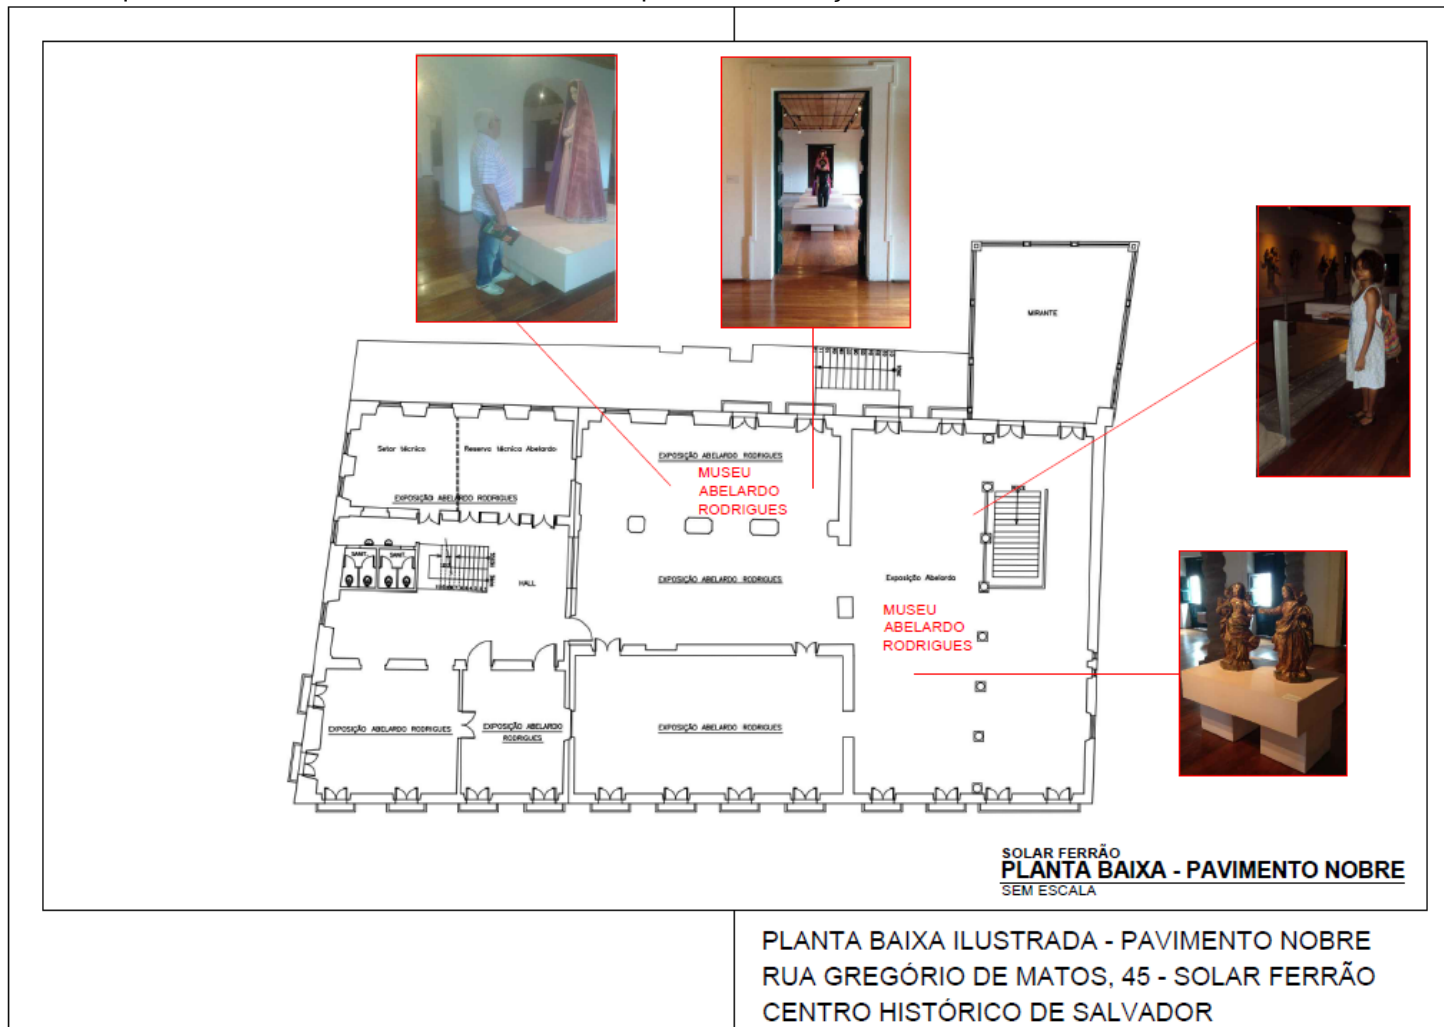 MIRANTE
Setor técnico
Reserva técnica Abelardo
EXPOSIÇÃO ABELARDO RODRIGUES
EXPOSIÇÃO ABELARDO RODRIGUES
MUSEU
ABELARDO
RODRIGUES
SANIT.
SANIT.
HALL
EXPOSIÇÃO ABELARDO RODRIGUES
Exposição Abelardo
MUSEU
ABELARDO
RODRIGUES
EXPOSIÇÃO ABELARDO RODRIGUES
EXPOSIÇÃO ABELARDO
RODRIGUES
EXPOSIÇÃO ABELARDO RODRIGUES
SOLAR FERRÃO
PLANTA BAIXA - PAVIMENTO NOBRE
SEM ESCALA
PLANTA BAIXA ILUSTRADA - PAVIMENTO NOBRE
RUA GREGÓRIO DE MATOS, 45 - SOLAR FERRÃO
CENTRO HISTÓRICO DE SALVADOR